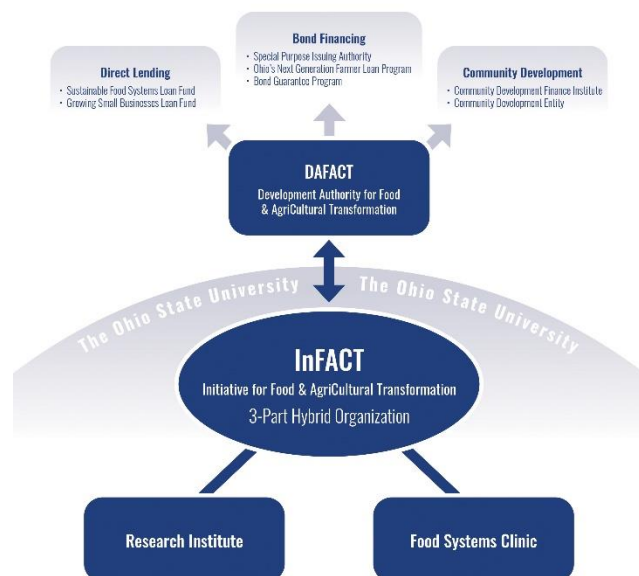 Bond Financing
• Special Purpose Issuing Authority
• Ohio's Next Generation Farmer Loan Program
• Bond Guarantee Program
Direct Lending
• Sustainable Food Systems Loan Fund
• Growing Small Businesses Loan Fund
Community Development
• Community Development Finance Institute
• Community Development Entity
DAFACT
Development Authority for Food
& AgriCultural Transformation
The Ohio State University
The Ohio State University
InFACT
Initiative for Food & AgriCultural Transformation
3-Part Hybrid Organization
Research Institute
Food Systems Clinic